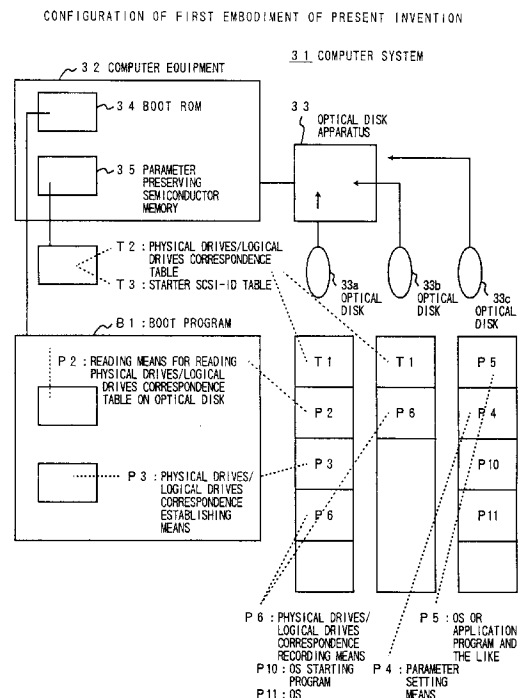 CONFIGURATION OF FIRST EMBODIMENT OF PRESENT INVENTION
31 COMPUTER SYSTEM
32 COMPUTER EQUIPMENT
34 BOOT ROM
33
OPTICAL DISK
APPARATUS
35 PARAMETER
PRESERVING
SEMICONDUCTOR
MEMORY
T2 : PHYSICAL DRIVES/LOGICAL
DRIVES CORRESPONDENCE
TABLE
T3 : STARTER SCSI-ID TABLE
33a
OPTICAL
DISK
33b
OPTICAL
DISK
33c
OPTICAL
DISK
B1 : BOOT PROGRAM
P2 : READING MEANS FOR READING
PHYSICAL DRIVES/LOGICAL
DRIVES CORRESPONDENCE
TABLE ON OPTICAL DISK
P3 : PHYSICAL DRIVES/
LOGICAL DRIVES
CORRESPONDENCE
ESTABLISHING
MEANS
T1
P2
P3
P6
T1
P6
P5
P4
P10
P11
P6 : PHYSICAL DRIVES/
LOGICAL DRIVES
CORRESPONDENCE
RECORDING MEANS
P10 : OS STARTING
PROGRAM
P11 : OS
P5 : OS OR
APPLICATION
PROGRAM AND
THE LIKE
P4 : PARAMETER
SETTING
MEANS